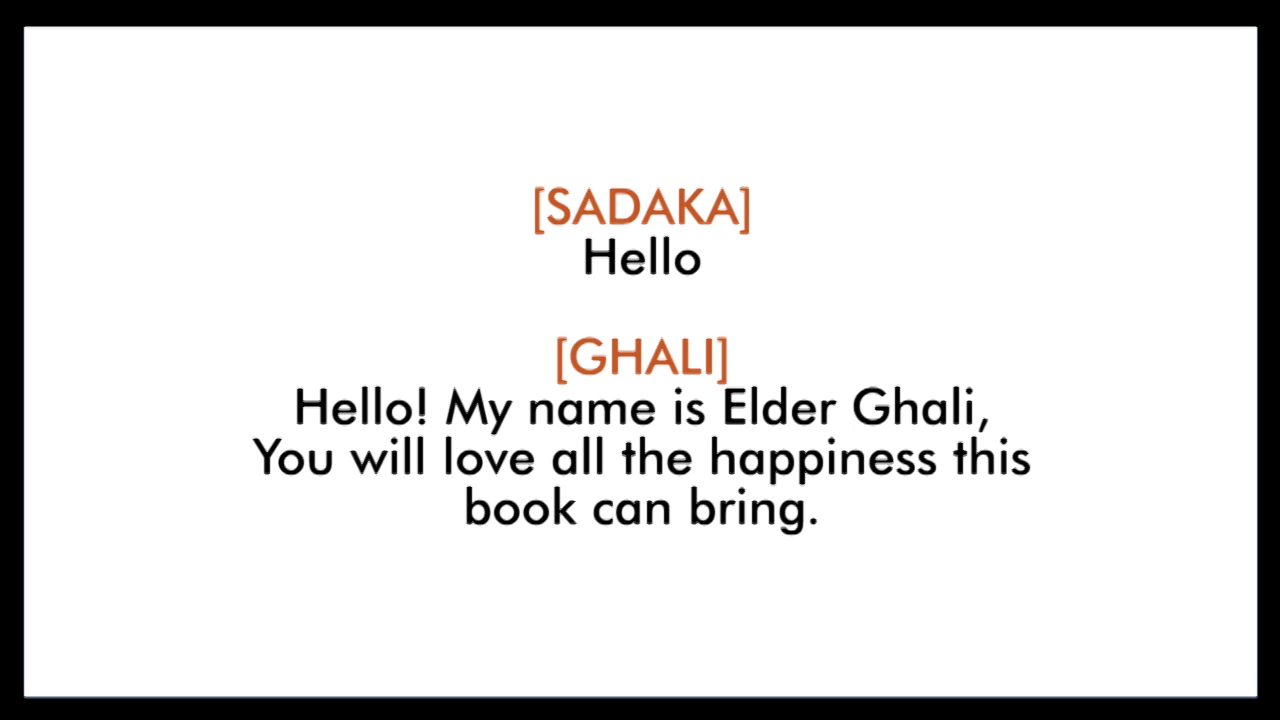 [SADAKA]
Hello
[GHALI]
Hello! My name is Elder Ghali,
You will love all the happiness this
book can bring.